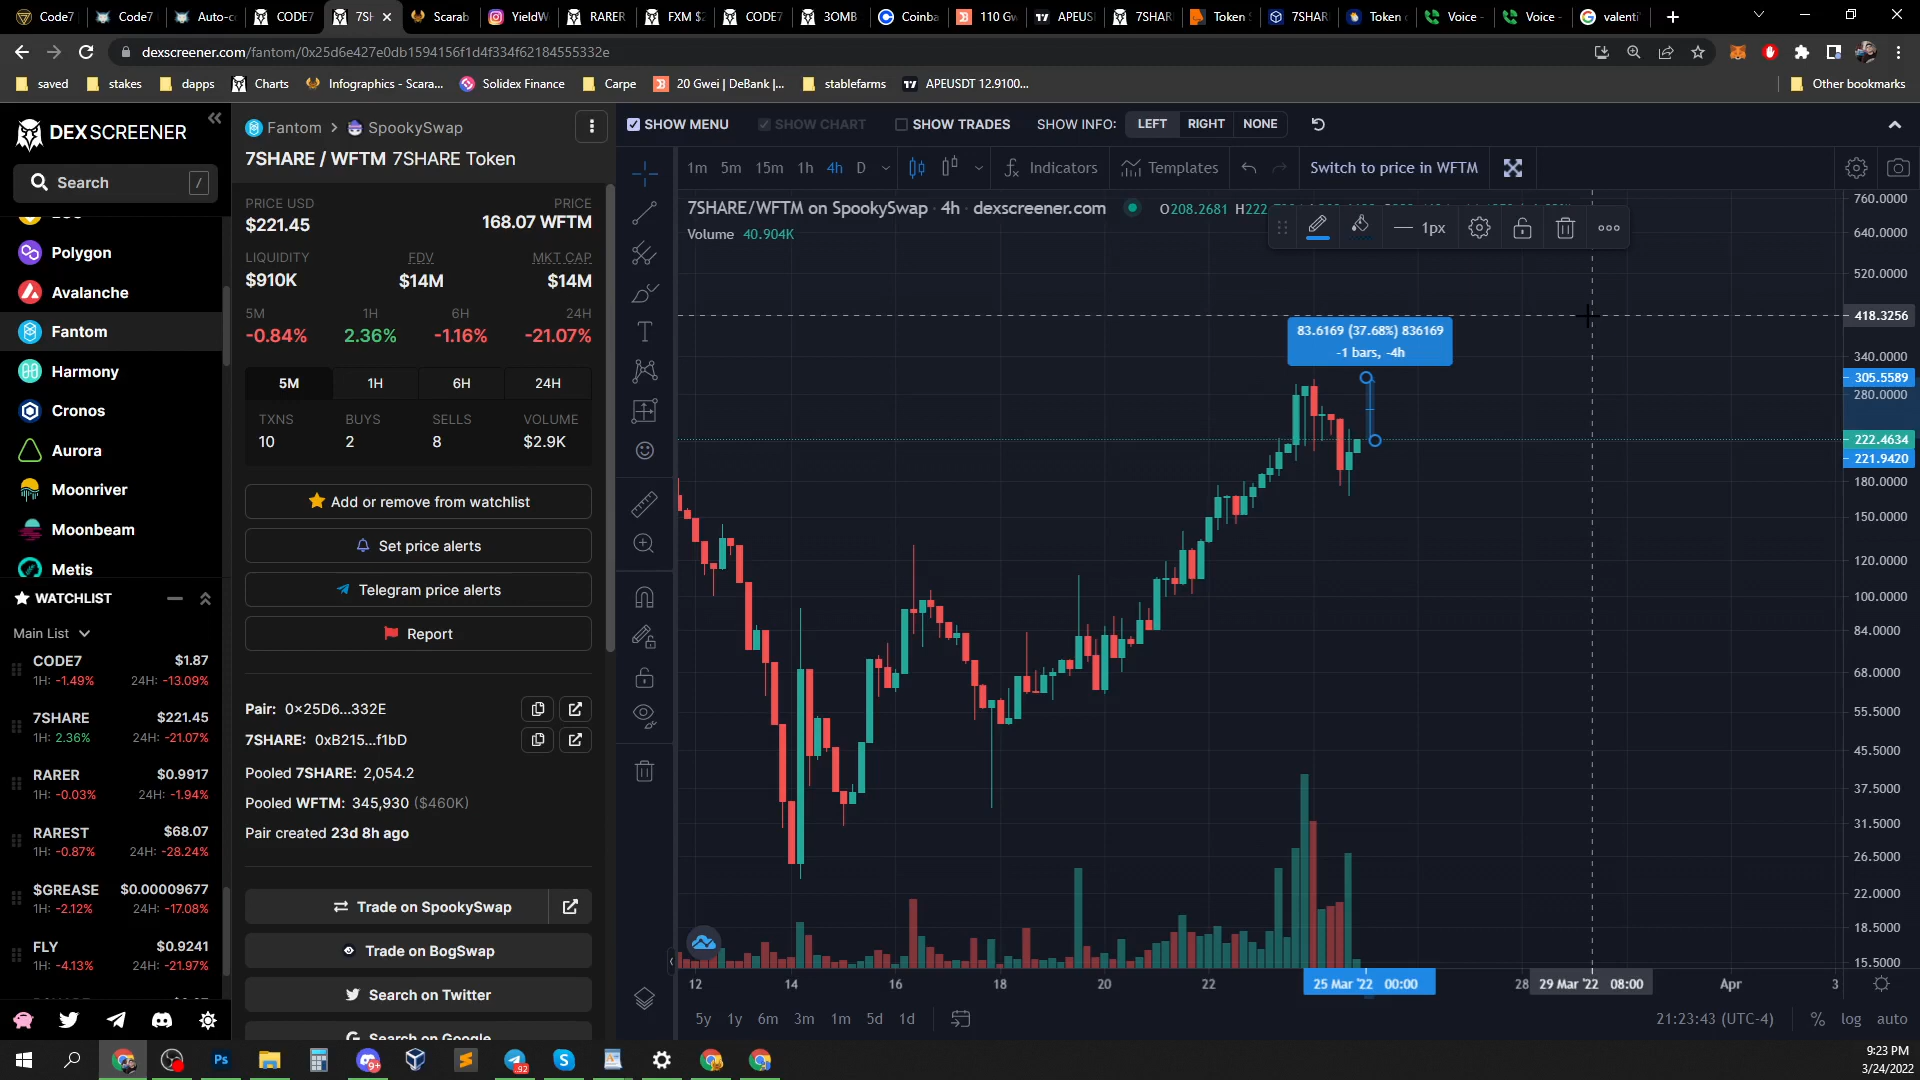 Code7
Code7
Auto-c
CODE7
7SH
Scarab
YieldW
RARER
FXM $
CODE7
3OMB
Coinba
110 Gw
APEUS
7SHAR
Token
7SHAR
Token
Voice -
Voice -
valenti
dexscreener.com/fantom/0x25d6e427e0db1594156f1d4f334f62184555332e
saved
stakes
dapps
Charts
Infographics - Scara...
Solidex Finance
Carpe
20 Gwei | DeBank |...
stablefarms
APEUSDT 12.9100...
Other bookmarks
DEXSCREENER
Search
/
Polygon
Avalanche
Fantom
Harmony
Cronos
Aurora
Moonriver
Moonbeam
Metis
WATCHLIST
Main List
CODE7 $1.87
1H: -1.49% 24H: -13.09%
7SHARE $221.45
1H: 2.36% 24H: -21.07%
RARER $0.9917
1H: -0.03% 24H: -1.94%
RAREST $68.07
1H: -0.87% 24H: -28.24%
$GREASE $0.00009677
1H: -2.12% 24H: -17.08%
FLY $0.9241
1H: -4.13% 24H: -21.97%
Fantom > SpookySwap
7SHARE / WFTM 7SHARE Token
PRICE USD PRICE
$221.45 168.07 WFTM
LIQUIDITY FDV MKT CAP
$910K $14M $14M
5M 1H 6H 24H
-0.84% 2.36% -1.16% -21.07%
5M 1H 6H 24H
TXNS BUYS SELLS VOLUME
10 2 8 $2.9K
Add or remove from watchlist
Set price alerts
Telegram price alerts
Report
Pair: 0×25D6...332E
7SHARE: 0xB215...f1bD
Pooled 7SHARE: 2,054.2
Pooled WFTM: 345,930 ($460K)
Pair created 23d 8h ago
Trade on SpookySwap
Trade on BogSwap
Search on Twitter
Search on Google
SHOW MENU
SHOW CHART
SHOW TRADES
SHOW INFO: LEFT RIGHT NONE
1m 5m 15m 1h 4h D
Indicators
Templates
Switch to price in WFTM
7SHARE/WFTM on SpookySwap · 4h · dexscreener.com
O208.2681 H222
Volume 40.904K
1px
83.6169 (37.68%) 836169
-1 bars, -4h
760.0000
640.0000
520.0000
418.3256
340.0000
305.5589
280.0000
222.4634
221.9420
180.0000
150.0000
120.0000
100.0000
84.0000
68.0000
55.5000
45.5000
37.5000
31.5000
26.5000
22.0000
18.5000
15.5000
12 14 16 18 20 22 25 Mar '22 00:00 28 29 Mar '22 08:00 Apr 3
5y 1y 6m 3m 1m 5d 1d
21:23:43 (UTC-4)
% log auto
Ps
9+
92
9:23 PM
3/24/2022